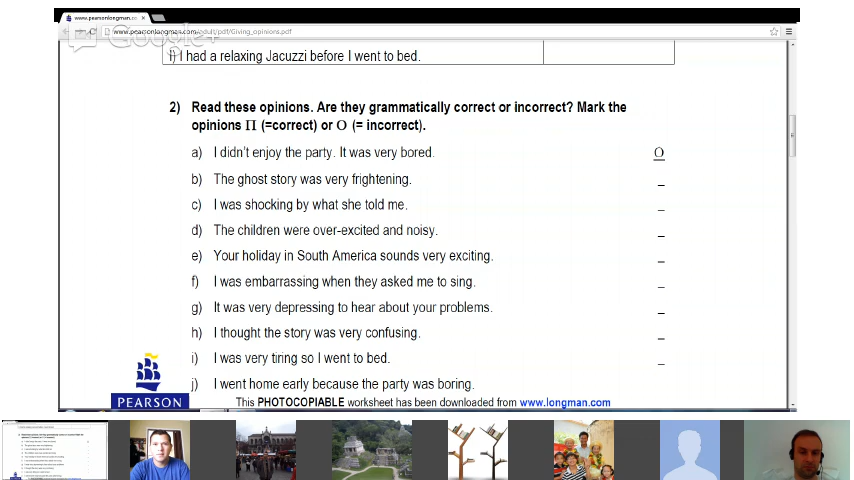 www.pearsonlongman.co
www.pearsonlongman.com/adult/pdf/Giving_opinions.pdf
Google+
l) I had a relaxing Jacuzzi before I went to bed.
2) Read these opinions. Are they grammatically correct or incorrect? Mark the
opinions Π (=correct) or Ο (= incorrect).
a) I didn't enjoy the party. It was very bored. Ο
b) The ghost story was very frightening. _
c) I was shocking by what she told me. _
d) The children were over-excited and noisy. _
e) Your holiday in South America sounds very exciting. _
f) I was embarrassing when they asked me to sing. _
g) It was very depressing to hear about your problems. _
h) I thought the story was very confusing. _
i) I was very tiring so I went to bed. _
j) I went home early because the party was boring.
PEARSON
This PHOTOCOPIABLE worksheet has been downloaded from www.longman.com